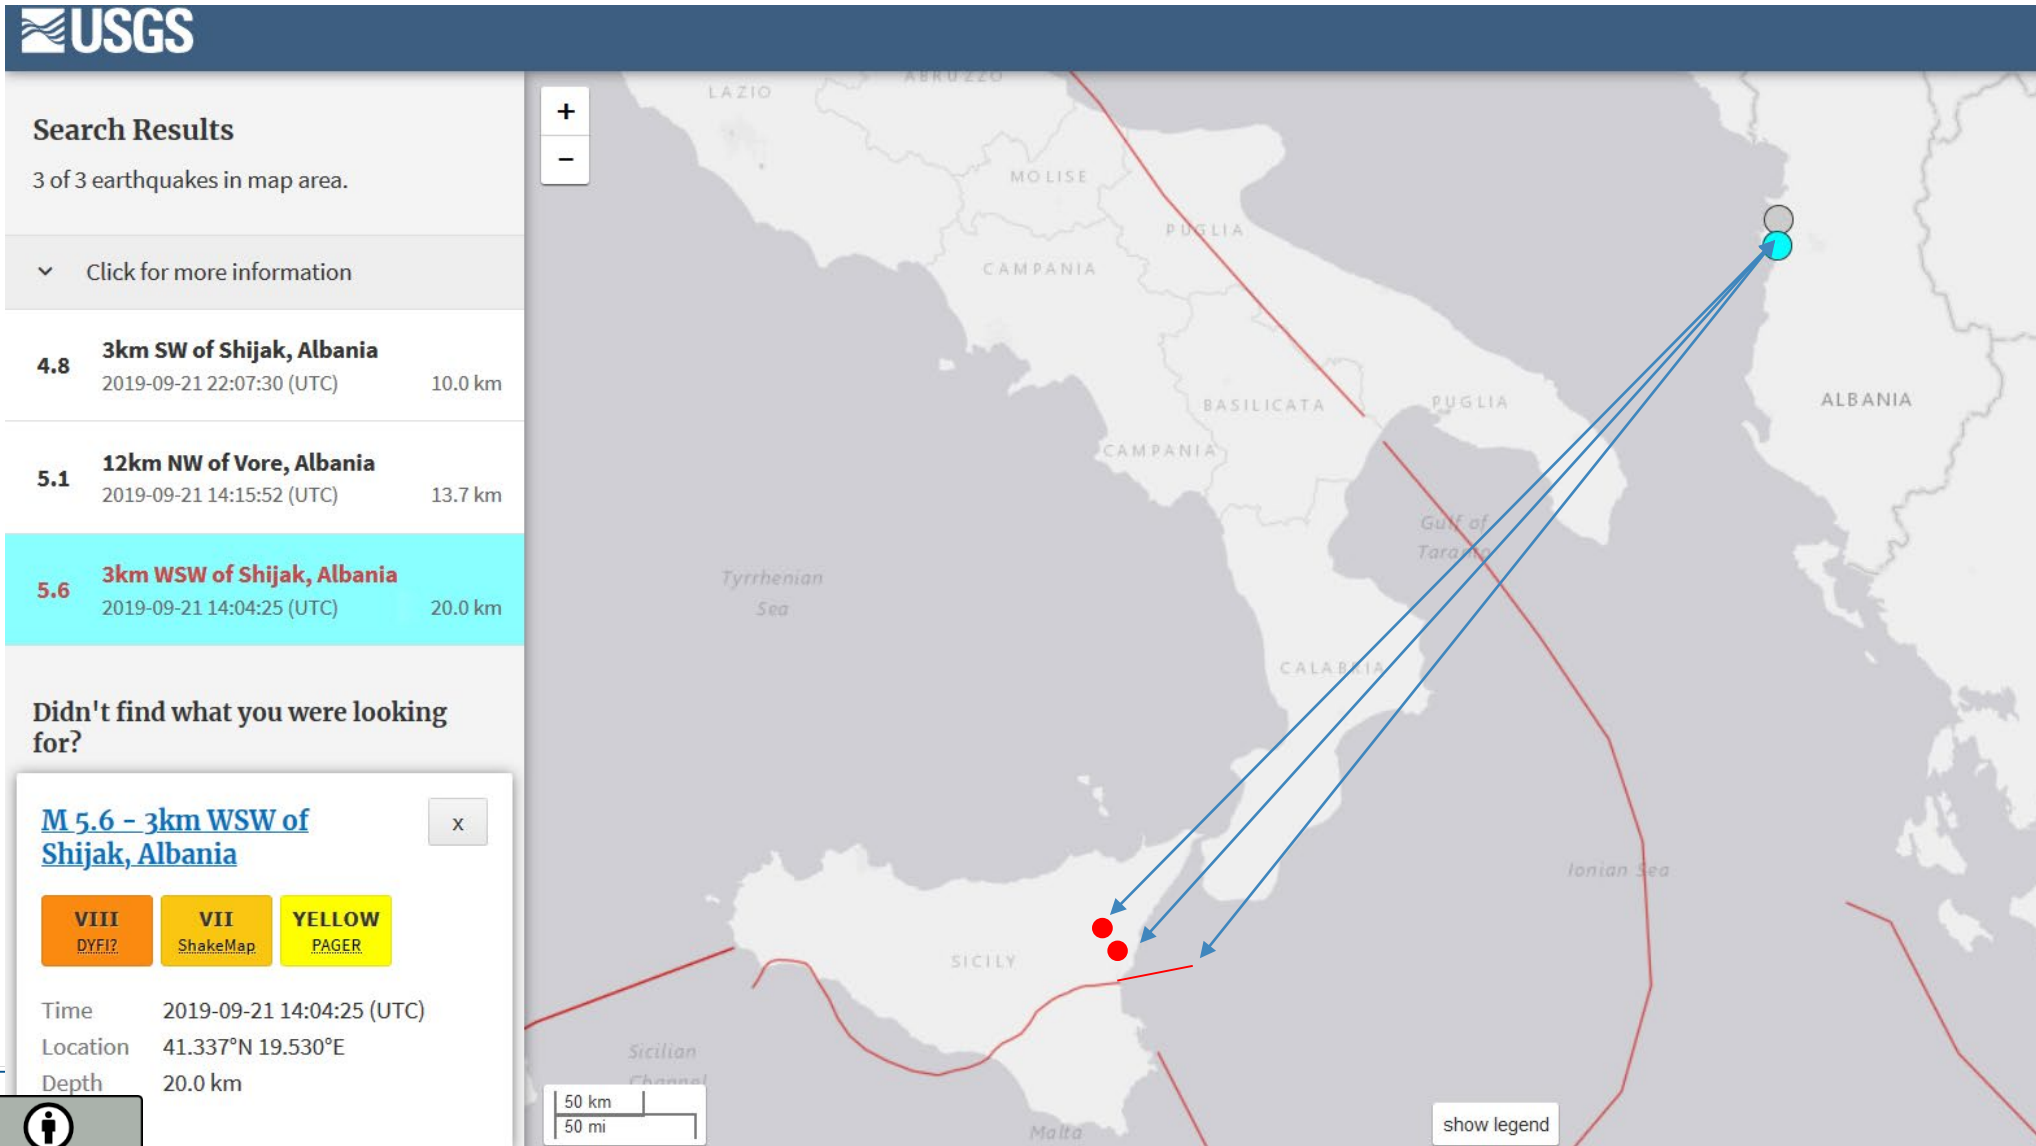 USGS
Search Results
3 of 3 earthquakes in map area.
Click for more information
4.8
3km SW of Shijak, Albania
2019-09-21 22:07:30 (UTC)
10.0 km
5.1
12km NW of Vore, Albania
2019-09-21 14:15:52 (UTC)
13.7 km
5.6
3km WSW of Shijak, Albania
2019-09-21 14:04:25 (UTC)
20.0 km
Didn't find what you were looking
for?
M 5.6 - 3km WSW of
Shijak, Albania
x
VIII
DYFI?
VII
ShakeMap
YELLOW
PAGER
Time
2019-09-21 14:04:25 (UTC)
Location
41.337°N 19.530°E
Depth
20.0 km
+
−
LAZIO
ABRUZZO
MOLISE
PUGLIA
CAMPANIA
BASILICATA
PUGLIA
CAMPANIA
ALBANIA
Gulf of
Taranto
Tyrrhenian
Sea
CALABRIA
Ionian Sea
SICILY
Sicilian
Channel
Malta
50 km
50 mi
show legend